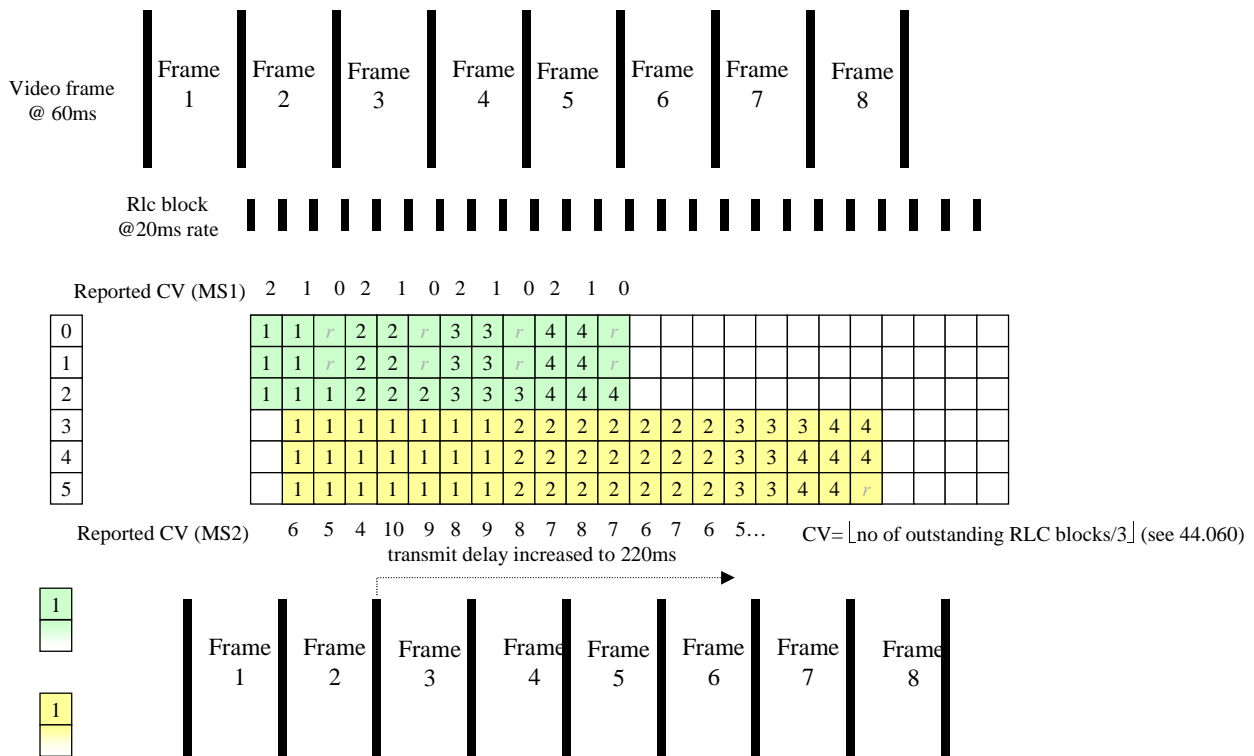 Frame 1 Frame 2 Frame 3 Frame 4 Frame 5 Frame 6 Frame 7 Frame 8
Video frame
@ 60ms
Rlc block
@20ms rate
Reported CV (MS1) 2 1 0 2 1 0 2 1 0 2 1 0
0 1 1 r 2 2 r 3 3 r 4 4 r
1 1 1 r 2 2 r 3 3 r 4 4 r
2 1 1 1 2 2 2 3 3 3 4 4 4
3 1 1 1 1 1 1 1 2 2 2 2 2 2 2 3 3 3 4 4
4 1 1 1 1 1 1 1 2 2 2 2 2 2 2 3 3 4 4 4
5 1 1 1 1 1 1 1 2 2 2 2 2 2 2 3 3 4 4 r
Reported CV (MS2) 6 5 4 10 9 8 9 8 7 8 7 6 7 6 5… CV=⌊no of outstanding RLC blocks/3⌋ (see 44.060)
transmit delay increased to 220ms
1
Frame 1 Frame 2 Frame 3 Frame 4 Frame 5 Frame 6 Frame 7 Frame 8
1